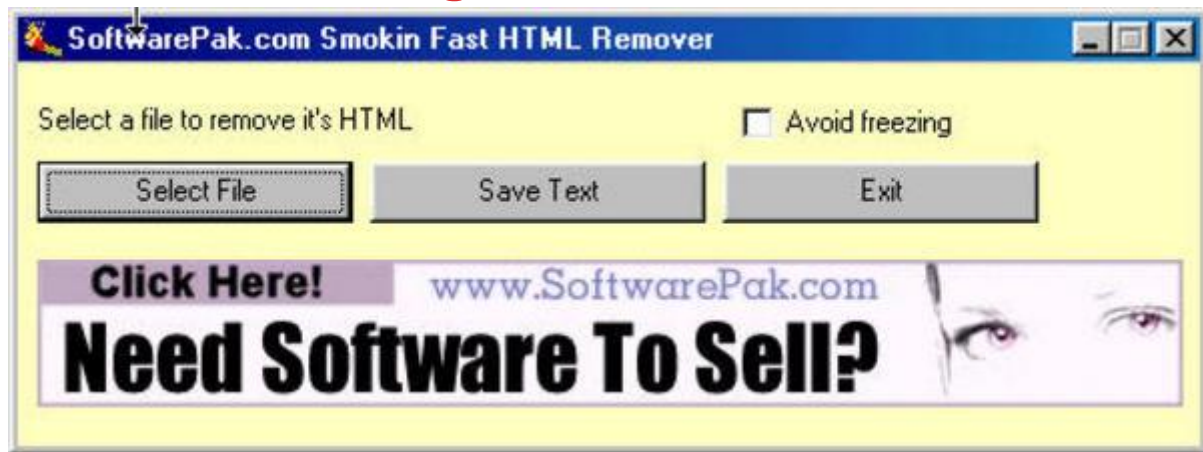 SoftwarePak.com Smokin Fast HTML Remover
Select a file to remove it's HTML
Avoid freezing
Select File
Save Text
Exit
Click Here!
www.SoftwarePak.com
Need Software To Sell?